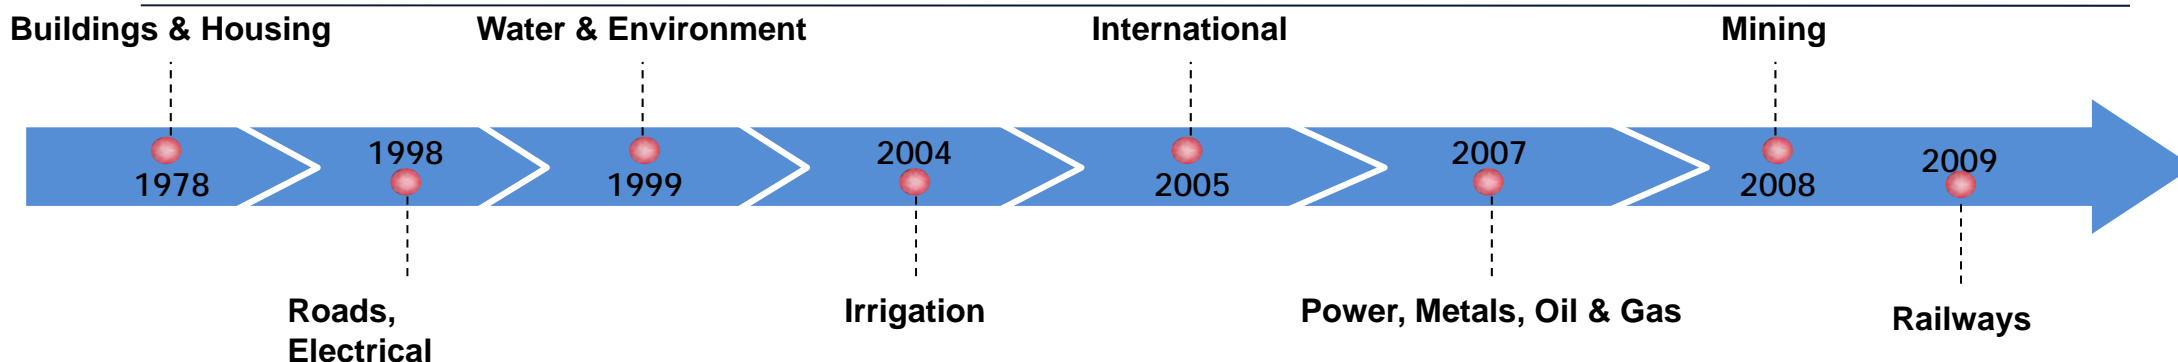 Buildings & Housing
Water & Environment
International
Mining
1978
1998
1999
2004
2005
2007
2008
2009
Roads,
Electrical
Irrigation
Power, Metals, Oil & Gas
Railways